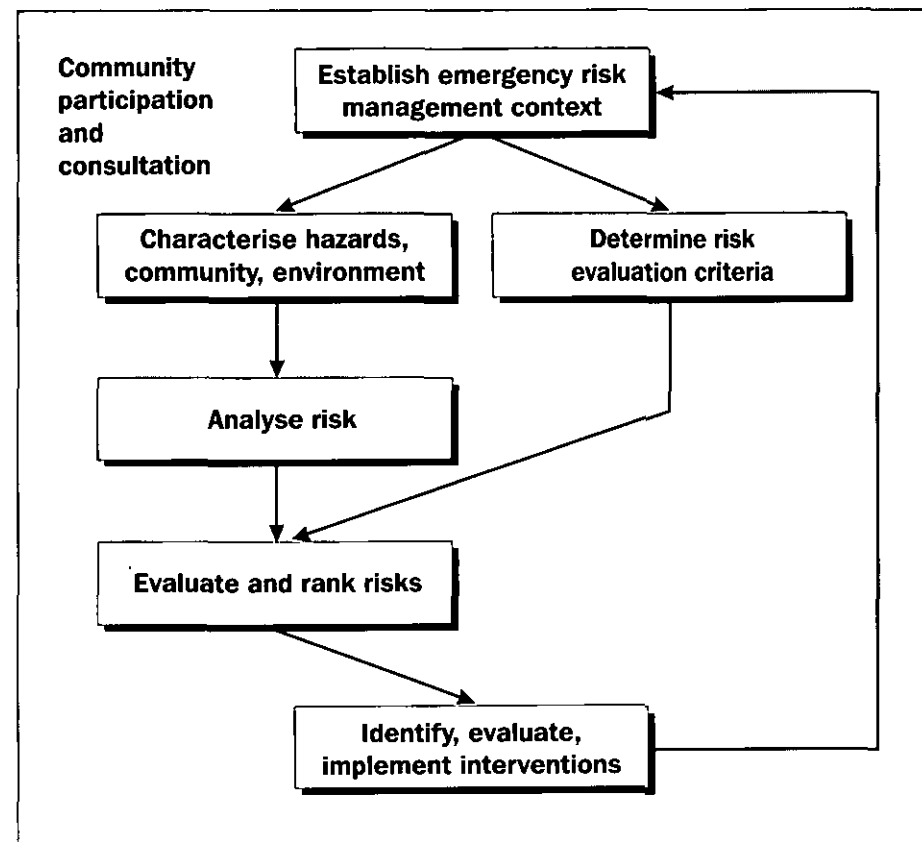 Community
participation
and
consultation
Establish emergency risk
management context
Characterise hazards,
community, environment
Determine risk
evaluation criteria
Analyse risk
Evaluate and rank risks
Identify, evaluate,
implement interventions